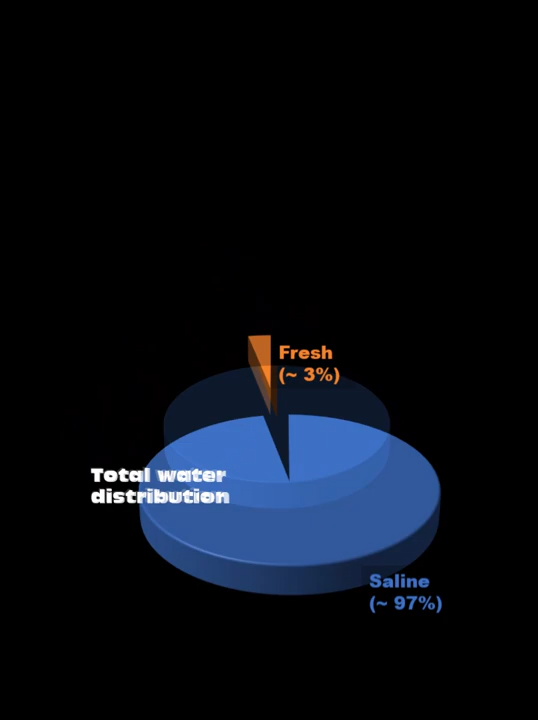 Fresh
(~ 3%)
Total water
distribution
Saline
(~ 97%)